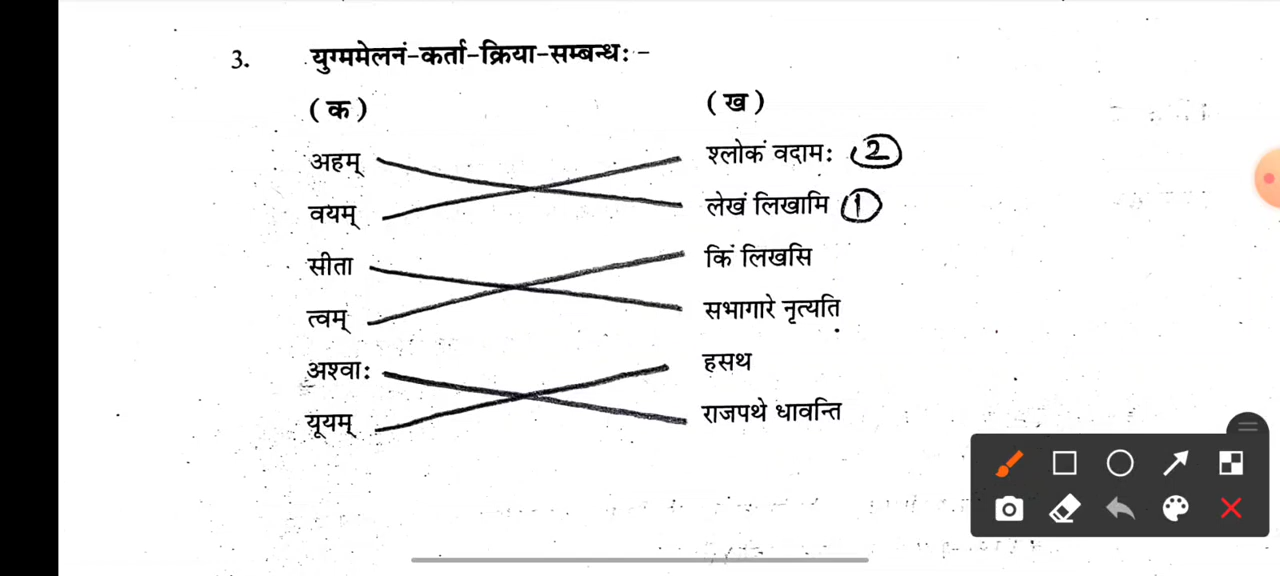 3. युग्ममेलनं-कर्ता-क्रिया-सम्बन्धः-
(क) (ख)
अहम् श्लोकं वदामः 2
वयम् लेखं लिखामि 1
सीता किं लिखसि
त्वम् सभागारे नृत्यति
अश्वाः हसथ
यूयम् राजपथे धावन्ति